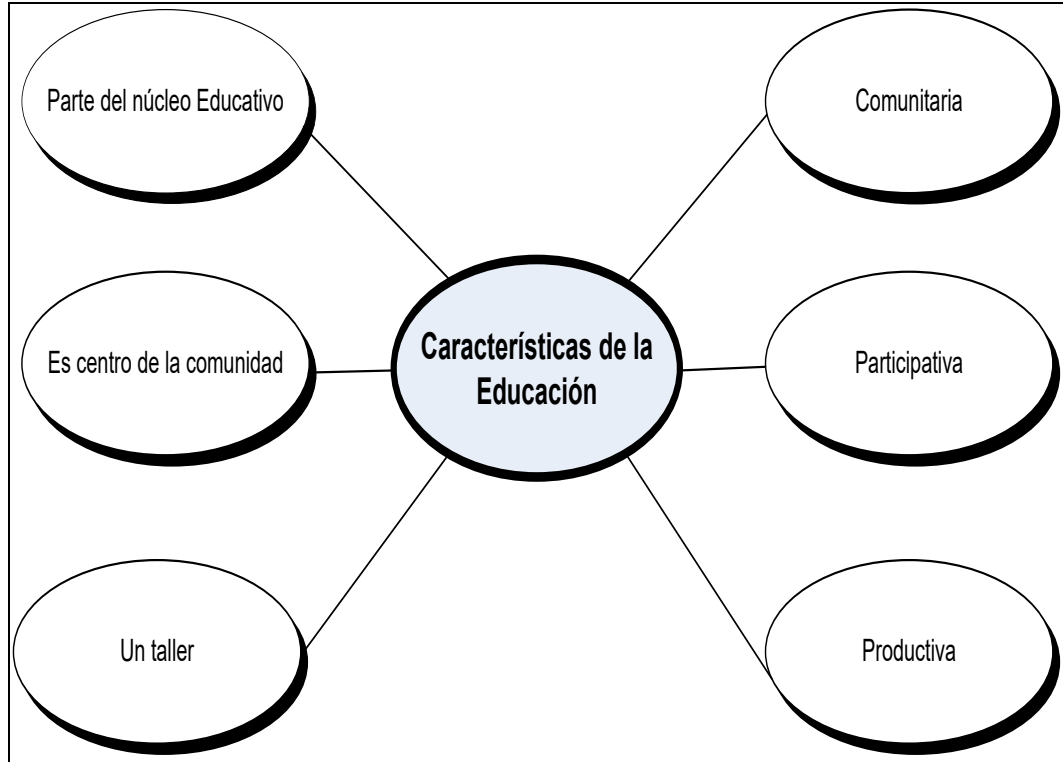 Parte del núcleo Educativo
Comunitaria
Es centro de la comunidad
Características de la
Educación
Participativa
Un taller
Productiva